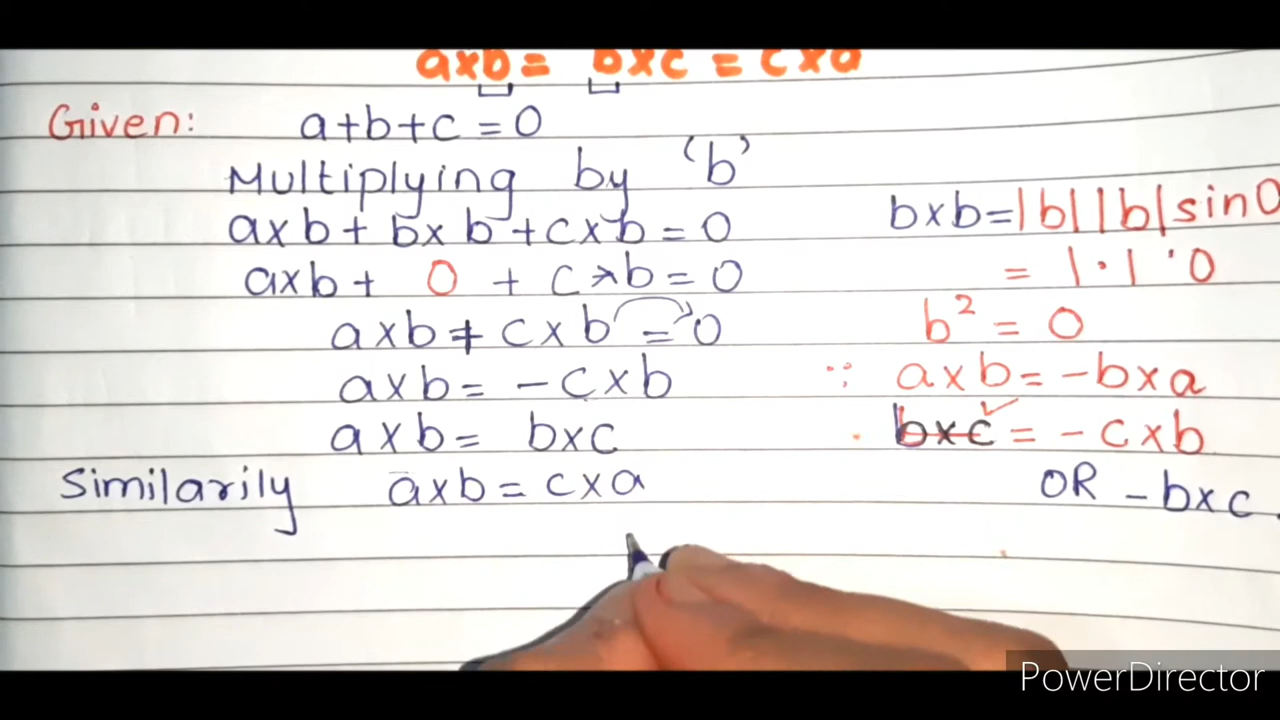 a×b = b×c = c×a
Given: a+b+c = 0
Multiplying by 'b'
a×b + b×b + c×b = 0
b×b = |b| |b| sin0
a×b + 0 + c×b = 0
= 1 · 1 · 0
a×b + c×b = 0
b² = 0
a×b = -c×b
∵ a×b = -b×a
a×b = b×c
b×c = -c×b
Similarily a×b = c×a
OR -b×c
PowerDirector